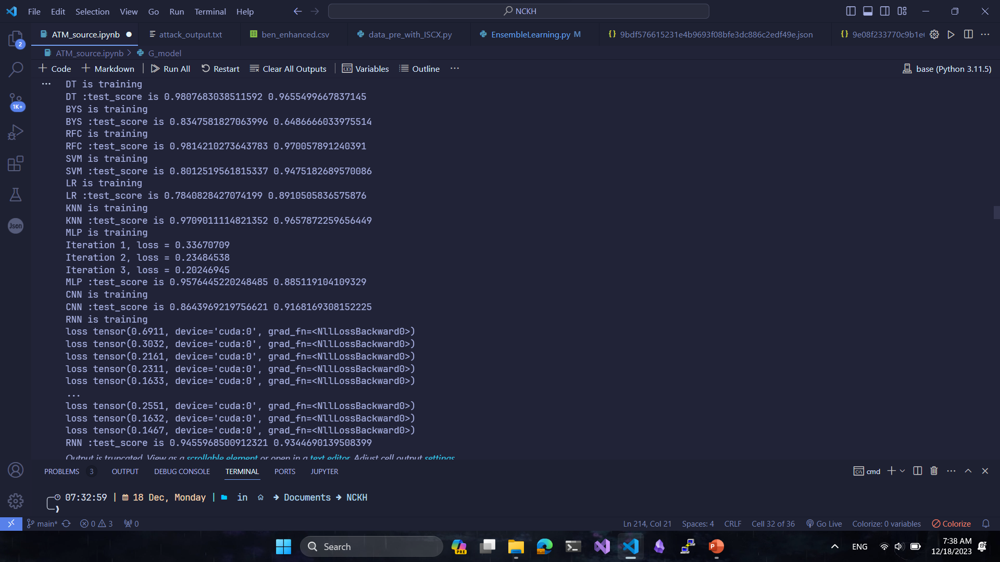 File Edit Selection View Go Run Terminal Help NCKH
ATM_source.ipynb attack_output.txt ben_enhanced.csv data_pre_with_ISCX.py EnsembleLearning.py M {} 9bdf576615231e4b9693f08bfe3dc886c2edf49e.json {} 9e08f233770c9b1e
2
ATM_source.ipynb > G_model
+ Code + Markdown | Run All Restart Clear All Outputs | Variables Outline ... base (Python 3.11.5)
... DT is training
DT :test_score is 0.9807683038511592 0.9655499667837145
1K+
BYS is training
BYS :test_score is 0.8347581827063996 0.6486666033975514
RFC is training
RFC :test_score is 0.9814210273643783 0.970057891240391
SVM is training
SVM :test_score is 0.8012519561815337 0.9475182689570086
LR is training
LR :test_score is 0.7840828427074199 0.8910505836575876
KNN is training
KNN :test_score is 0.9709011114821352 0.9657872259656449
Json
MLP is training
Iteration 1, loss = 0.33670709
Iteration 2, loss = 0.23484538
Iteration 3, loss = 0.20246945
MLP :test_score is 0.9576445220248485 0.885119104109329
CNN is training
CNN :test_score is 0.8643969219756621 0.9168169308152225
RNN is training
loss tensor(0.6911, device='cuda:0', grad_fn=<NllLossBackward0>)
loss tensor(0.3032, device='cuda:0', grad_fn=<NllLossBackward0>)
loss tensor(0.2161, device='cuda:0', grad_fn=<NllLossBackward0>)
loss tensor(0.2311, device='cuda:0', grad_fn=<NllLossBackward0>)
loss tensor(0.1633, device='cuda:0', grad_fn=<NllLossBackward0>)
...
loss tensor(0.2551, device='cuda:0', grad_fn=<NllLossBackward0>)
loss tensor(0.1632, device='cuda:0', grad_fn=<NllLossBackward0>)
loss tensor(0.1467, device='cuda:0', grad_fn=<NllLossBackward0>)
RNN :test_score is 0.9455968500912321 0.9344690139508399
Output is truncated. View as a scrollable element or open in a text editor. Adjust cell output settings
PROBLEMS 3 OUTPUT DEBUG CONSOLE TERMINAL PORTS JUPYTER cmd
07:32:59 | 18 Dec, Monday | in Documents NCKH
main* 0 3 0 Ln 214, Col 21 Spaces: 4 CRLF Cell 32 of 36 Go Live Colorize: 0 variables Colorize
Search PRE ENG 7:38 AM
12/18/2023